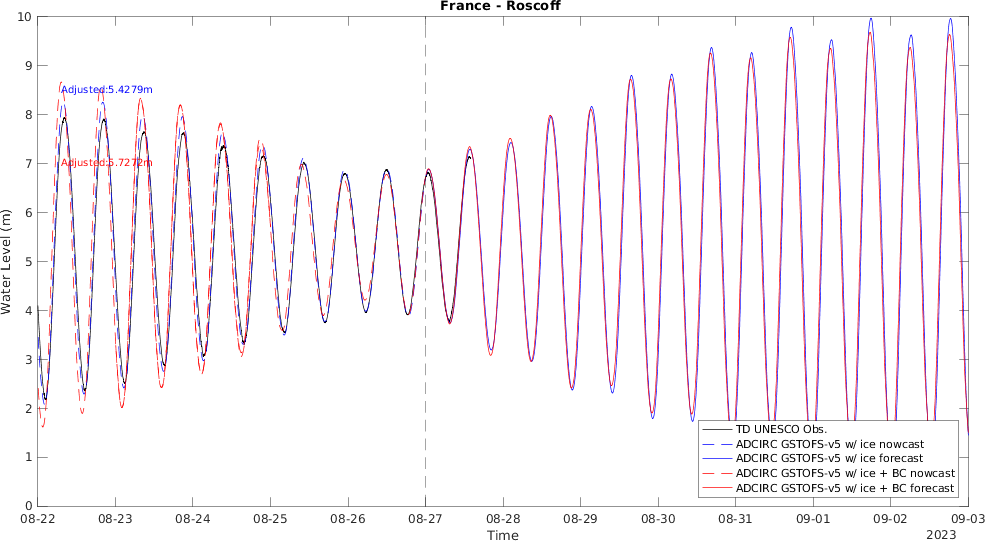 France - Roscoff
Water Level (m)
10
9
8
7
6
5
4
3
2
1
0
Adjusted:5.4279m
Adjusted:5.7272m
TD UNESCO Obs.
ADCIRC GSTOFS-v5 w/ ice nowcast
ADCIRC GSTOFS-v5 w/ ice forecast
ADCIRC GSTOFS-v5 w/ ice + BC nowcast
ADCIRC GSTOFS-v5 w/ ice + BC forecast
08-22 08-23 08-24 08-25 08-26 08-27 08-28 08-29 08-30 08-31 09-01 09-02 09-03
Time
2023